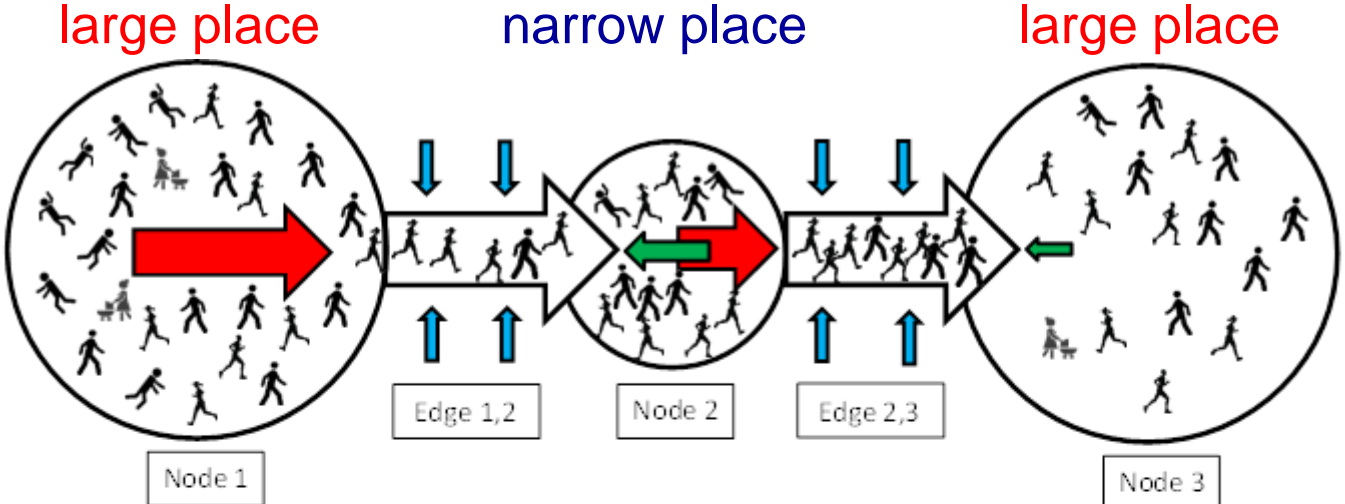 large place
narrow place
large place
Edge 1,2
Node 2
Edge 2,3
Node 1
Node 3